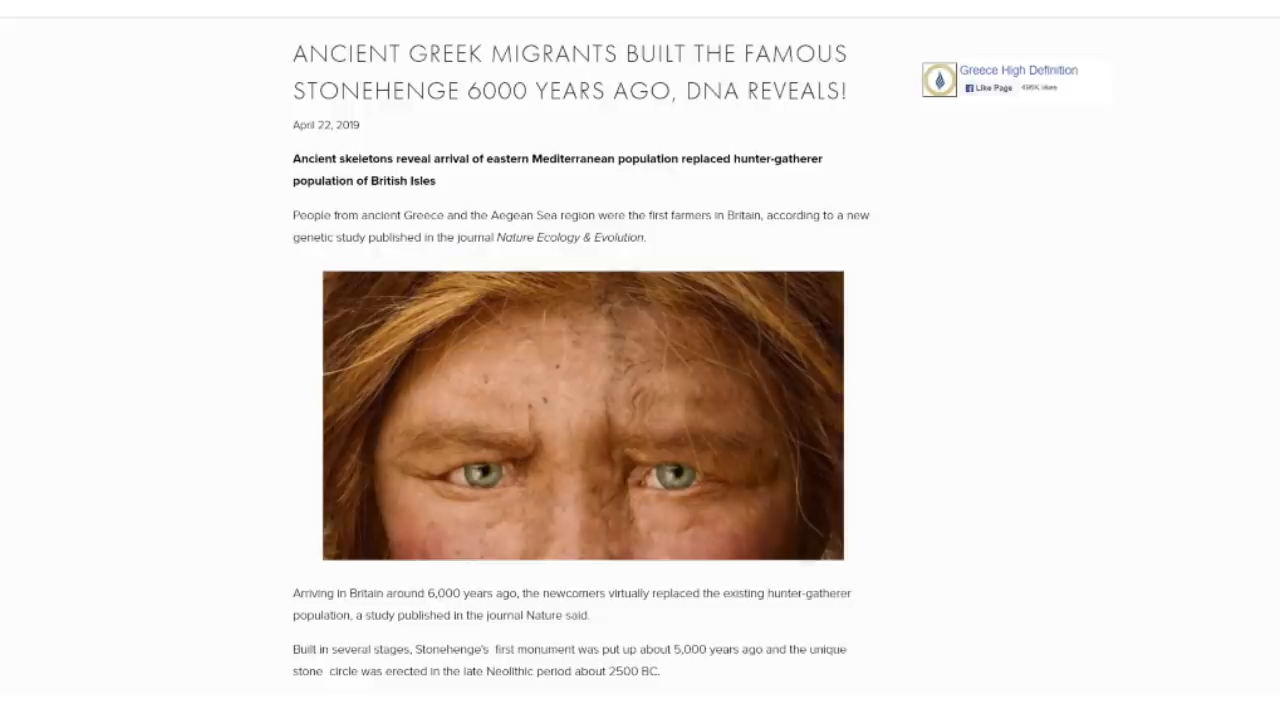 ANCIENT GREEK MIGRANTS BUILT THE FAMOUS
STONEHENGE 6000 YEARS AGO, DNA REVEALS!
Greece High Definition
Like Page 496K likes
April 22, 2019
Ancient skeletons reveal arrival of eastern Mediterranean population replaced hunter-gatherer
population of British Isles
People from ancient Greece and the Aegean Sea region were the first farmers in Britain, according to a new
genetic study published in the journal Nature Ecology & Evolution.
Arriving in Britain around 6,000 years ago, the newcomers virtually replaced the existing hunter-gatherer
population, a study published in the journal Nature said.
Built in several stages, Stonehenge's first monument was put up about 5,000 years ago and the unique
stone circle was erected in the late Neolithic period about 2500 BC.